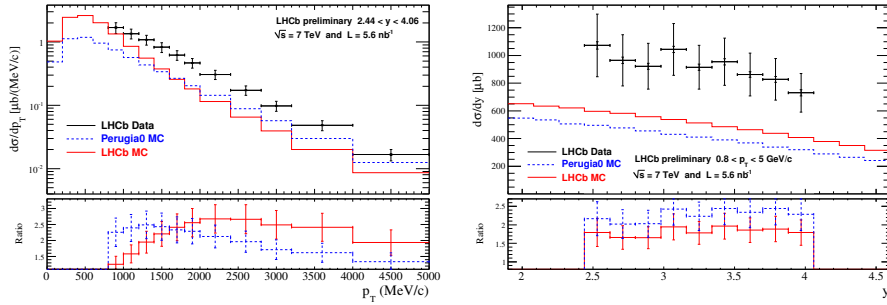 LHCb preliminary 2.44 < y < 4.06
√s = 7 TeV and L = 5.6 nb⁻¹
dσ/dp_T [μb/(MeV/c)]
1
10⁻¹
10⁻²
LHCb Data
Perugia0 MC
LHCb MC
Ratio
3
2.5
2
1.5
0 500 1000 1500 2000 2500 3000 3500 4000 4500 5000
p_T (MeV/c)
dσ/dy [μb]
1200
1000
800
600
400
200
LHCb Data
Perugia0 MC
LHCb MC
LHCb preliminary 0.8 < p_T < 5 GeV/c
√s = 7 TeV and L = 5.6 nb⁻¹
Ratio
2.5
2
1.5
1
2 2.5 3 3.5 4 4.5
y